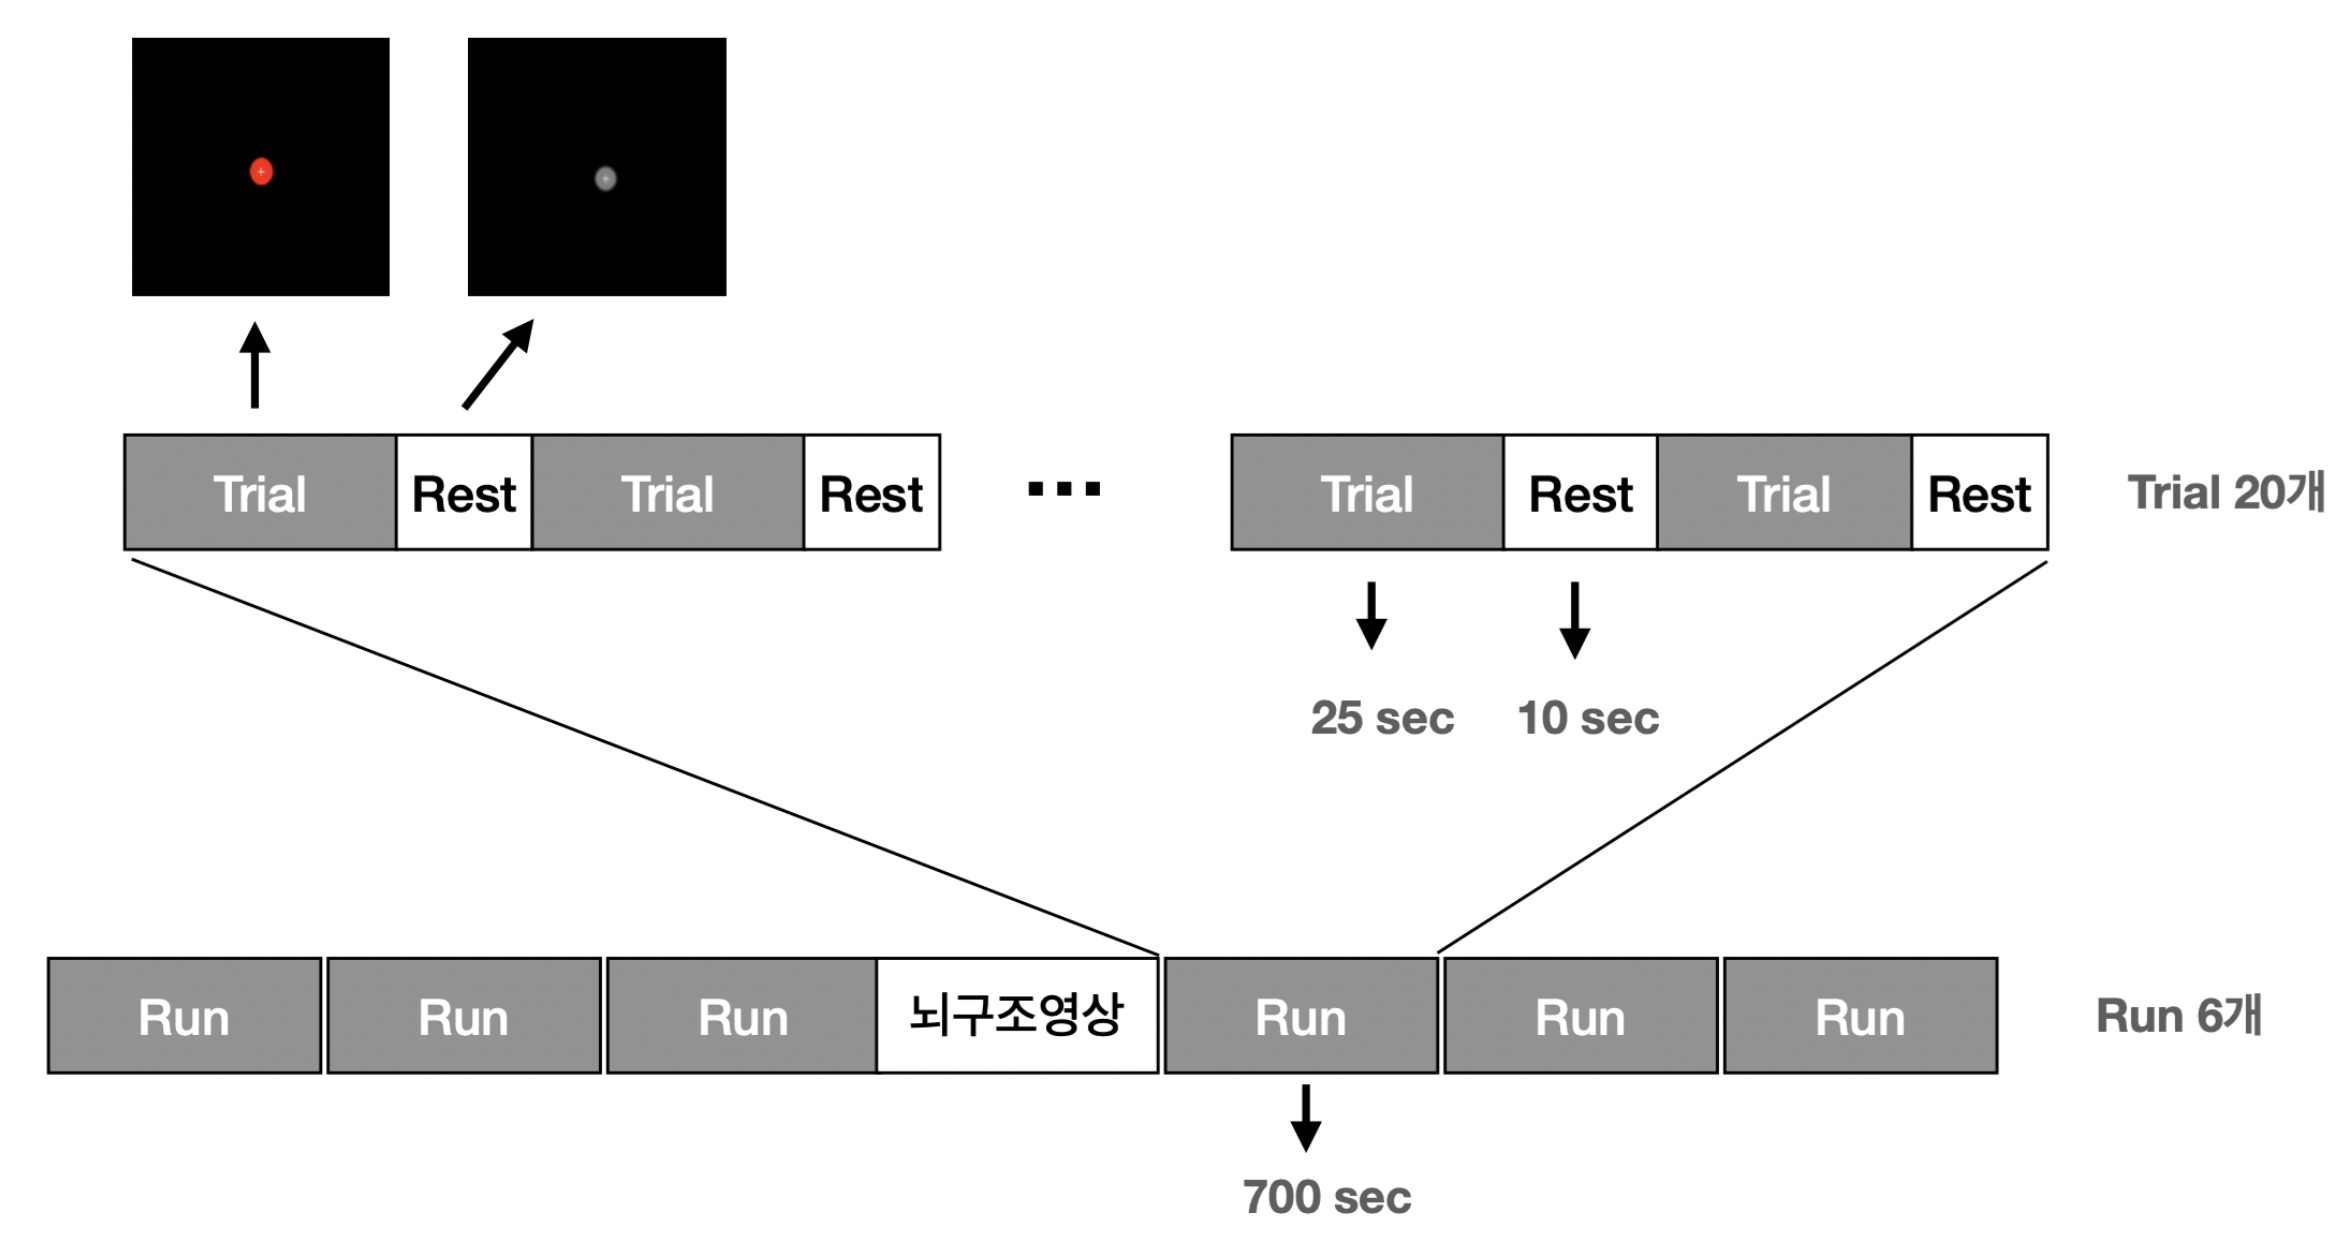 Trial Rest Trial Rest ... Trial Rest Trial Rest Trial 20개
25 sec 10 sec
Run Run Run 뇌구조영상 Run Run Run Run 6개
700 sec